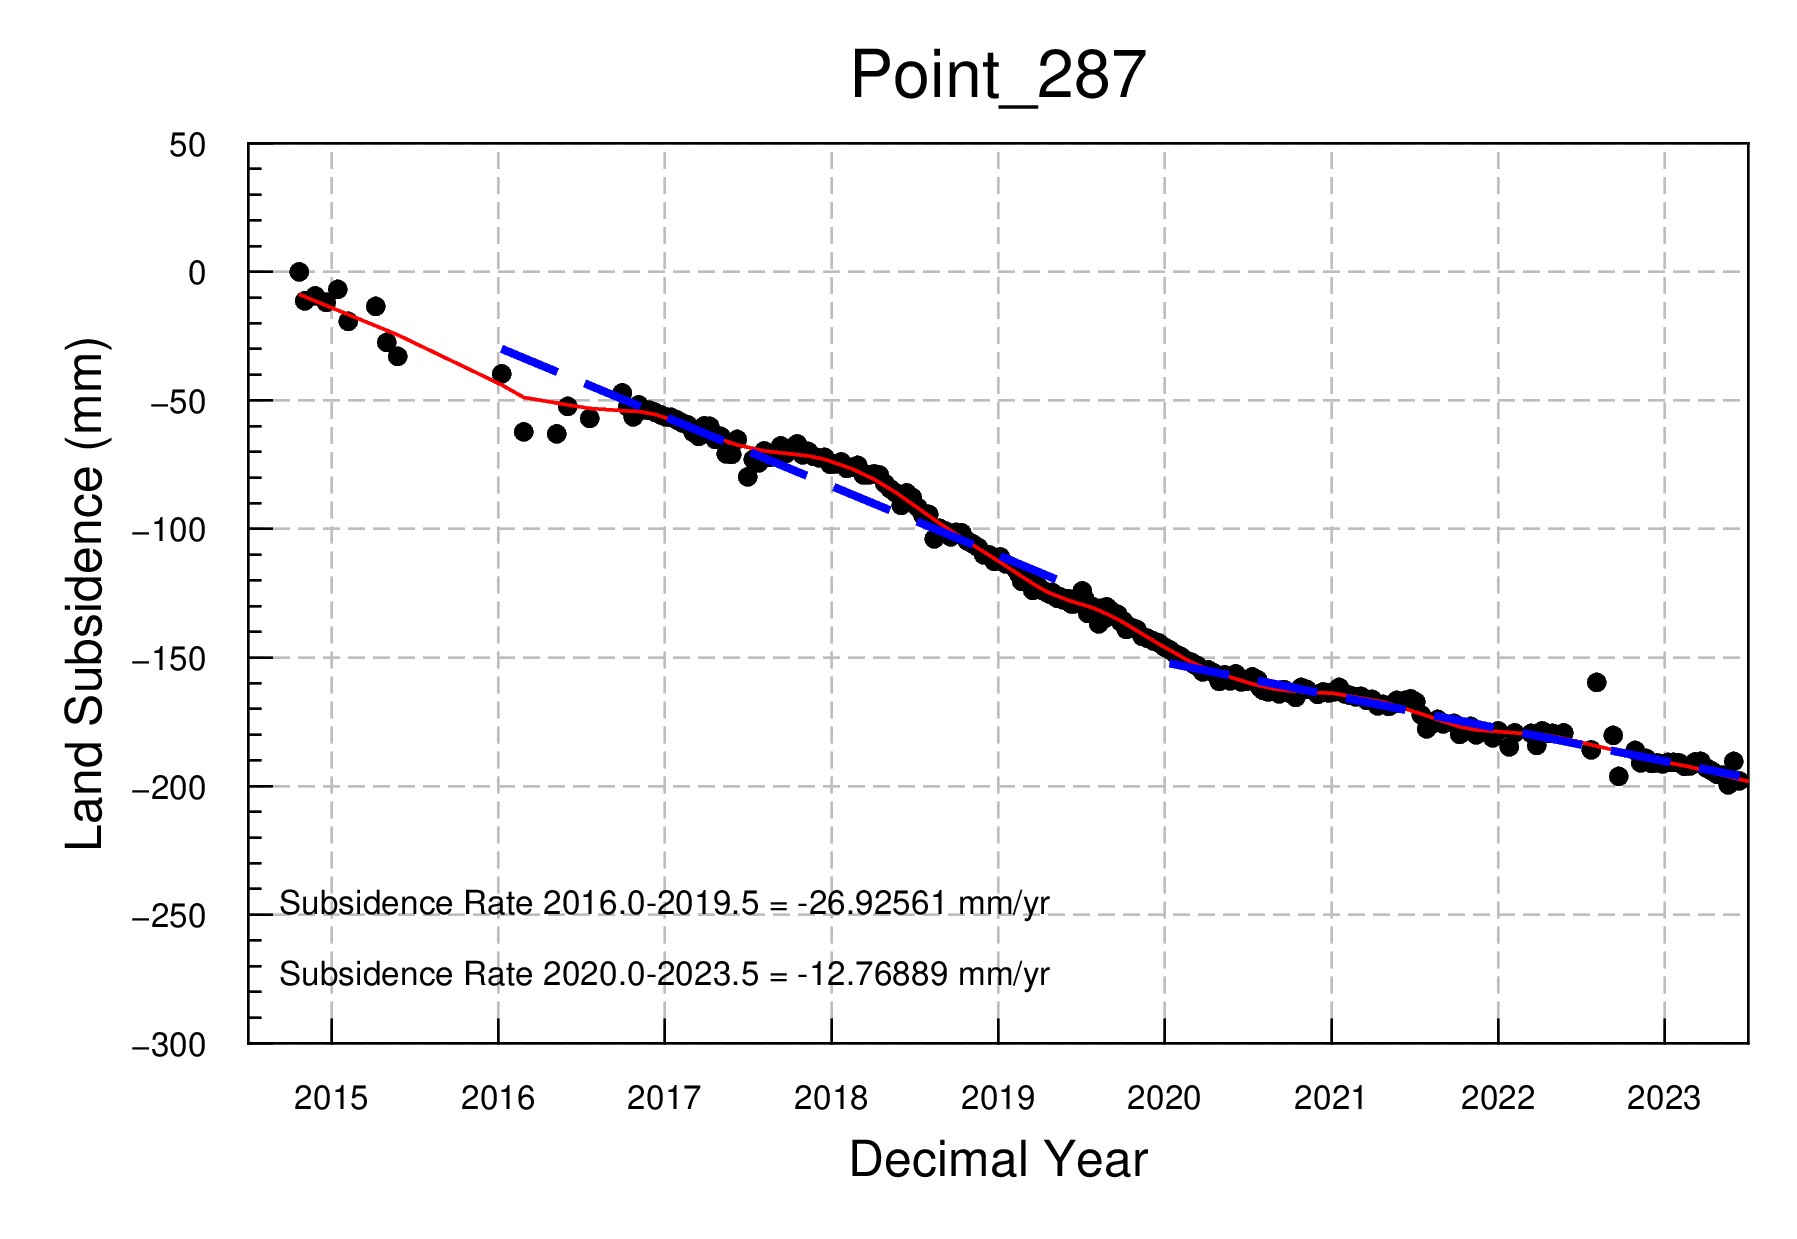 Point_287
50
0
−50
−100
−150
−200
−250
−300
Land Subsidence (mm)
Subsidence Rate 2016.0-2019.5 = -26.92561 mm/yr
Subsidence Rate 2020.0-2023.5 = -12.76889 mm/yr
2015 2016 2017 2018 2019 2020 2021 2022 2023
Decimal Year